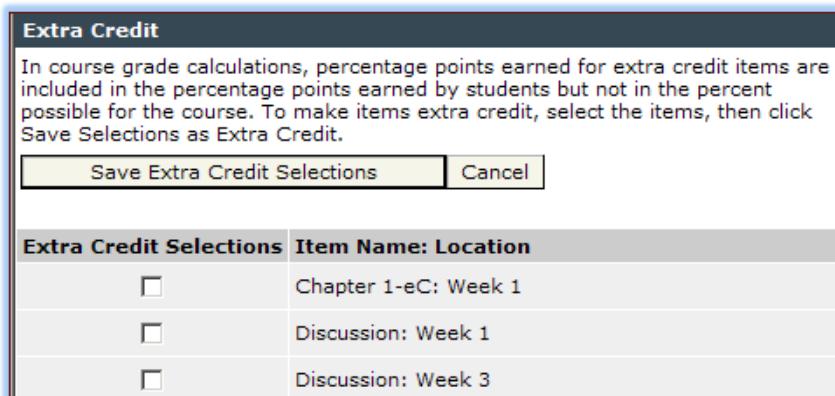 Extra Credit
In course grade calculations, percentage points earned for extra credit items are
included in the percentage points earned by students but not in the percent
possible for the course. To make items extra credit, select the items, then click
Save Selections as Extra Credit.
Save Extra Credit Selections Cancel
Extra Credit Selections Item Name: Location
Chapter 1-eC: Week 1
Discussion: Week 1
Discussion: Week 3